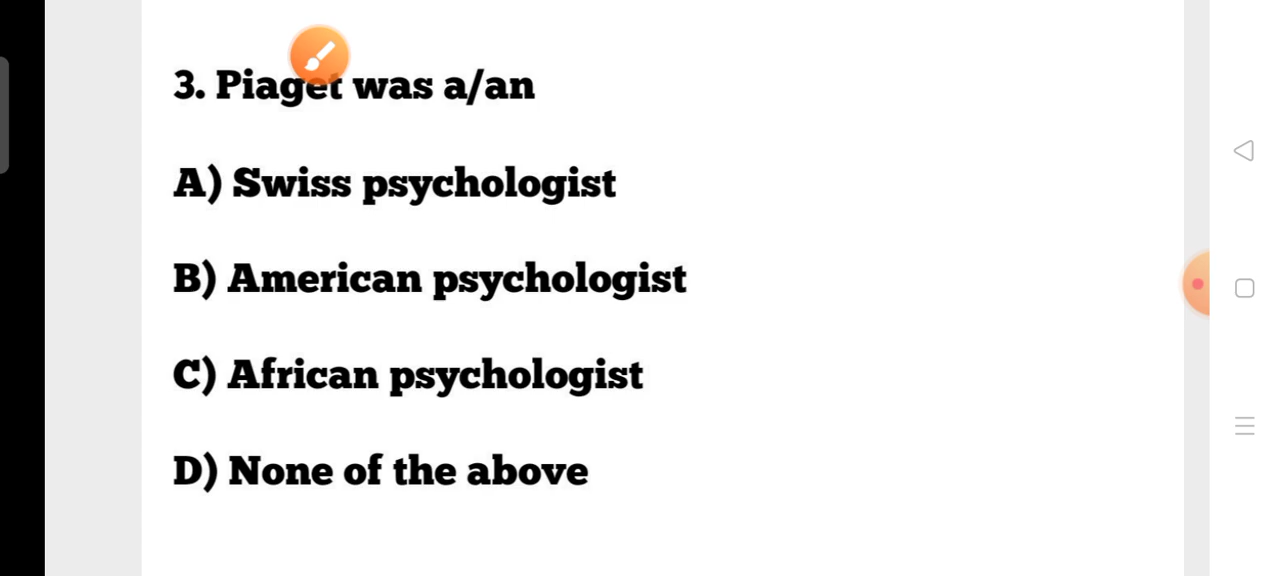 3. Piaget was a/an
A) Swiss psychologist
B) American psychologist
C) African psychologist
D) None of the above